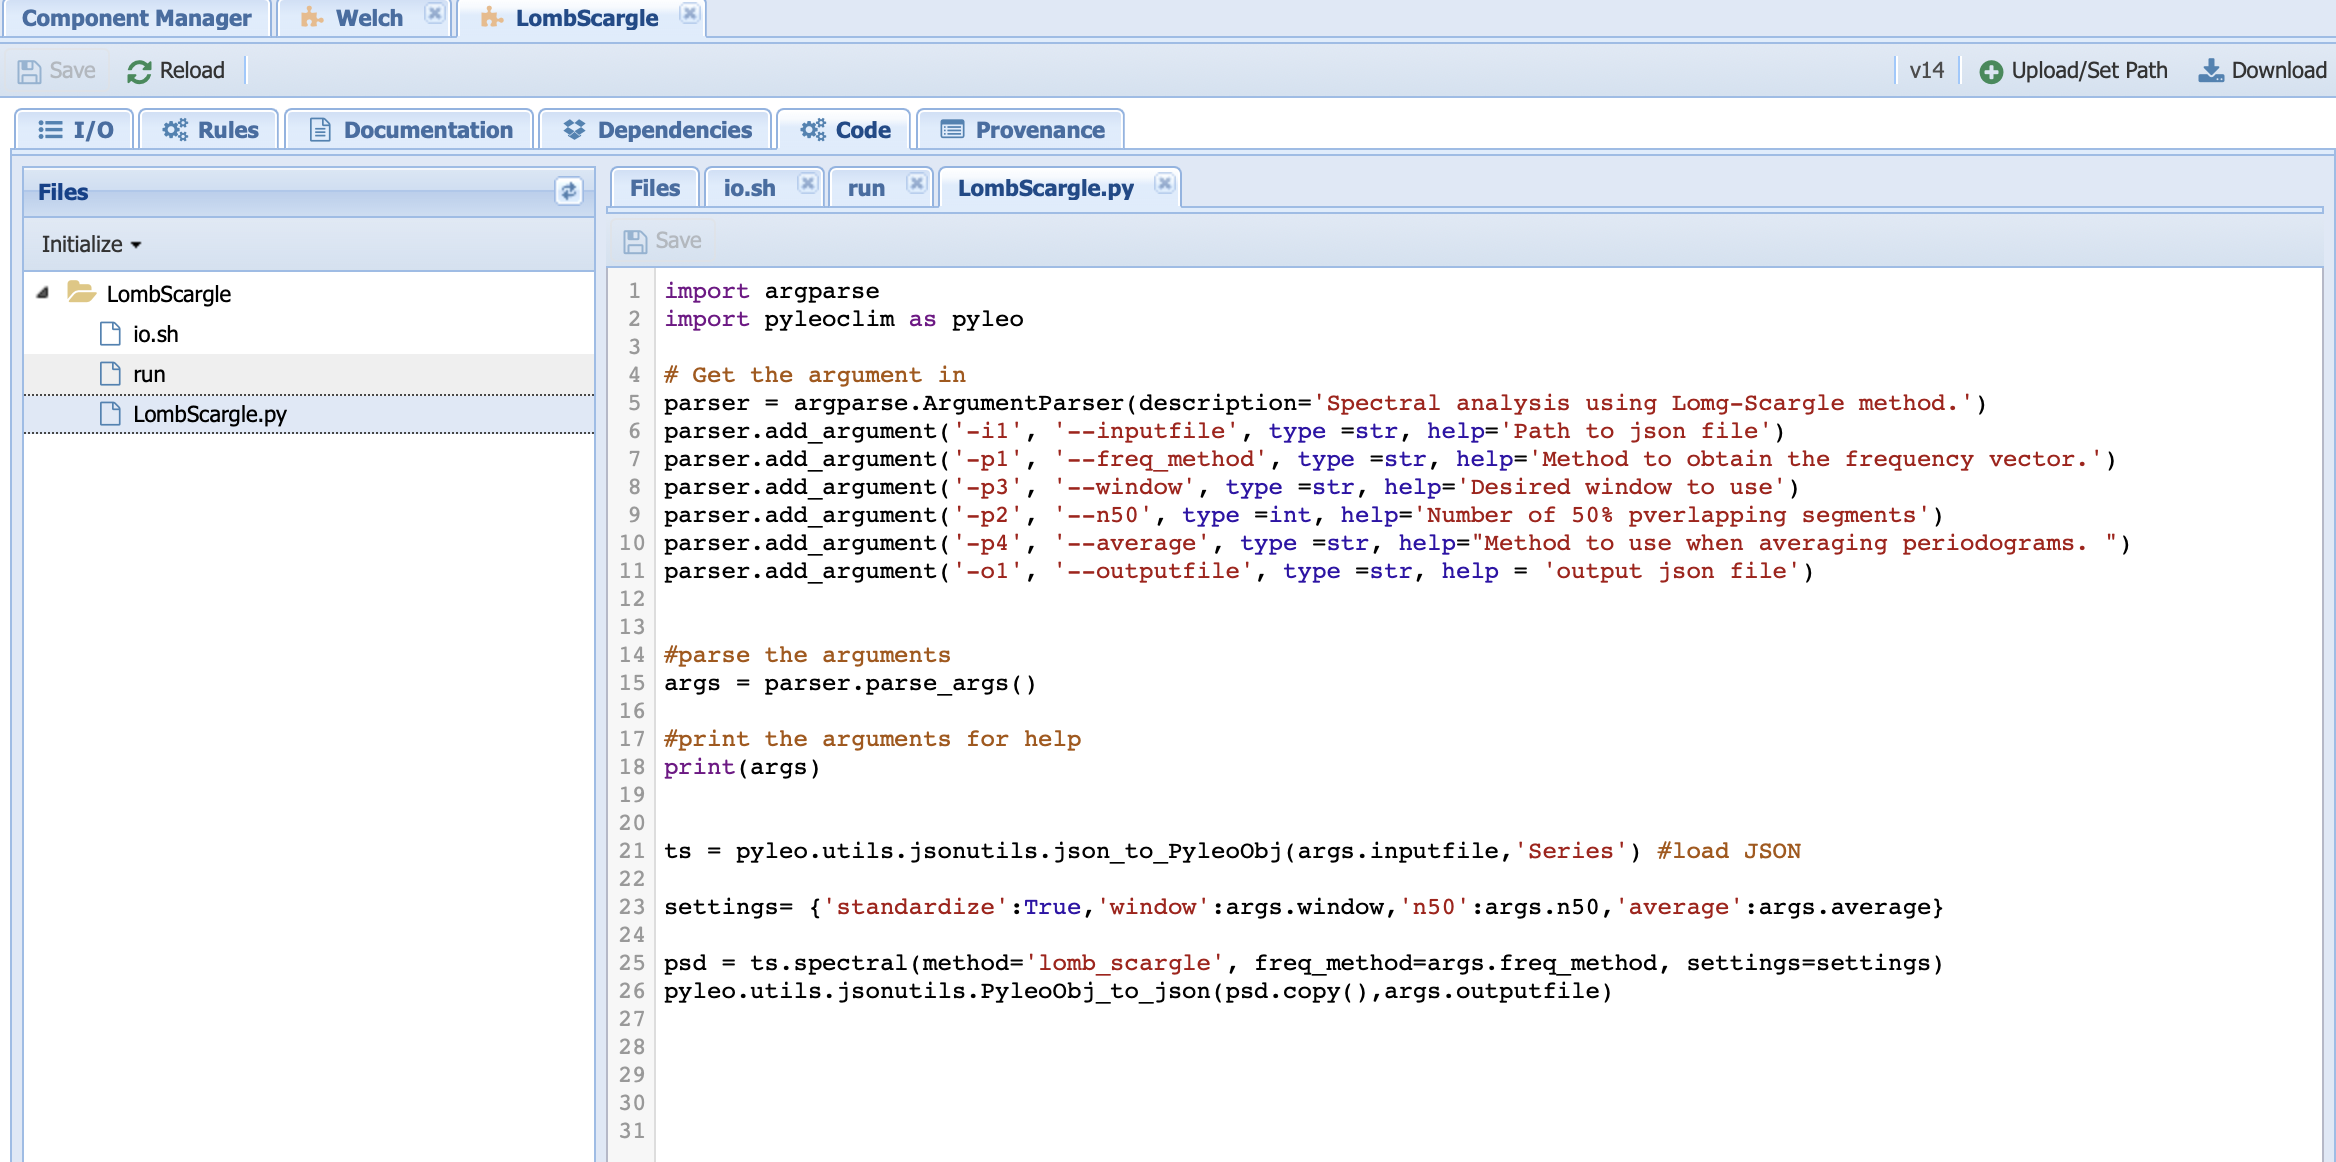 Component Manager
Welch
LombScargle
Save
Reload
v14
Upload/Set Path
Download
I/O
Rules
Documentation
Dependencies
Code
Provenance
Files
Initialize
LombScargle
io.sh
run
LombScargle.py
Files
io.sh
run
LombScargle.py
Save
1 import argparse
2 import pyleoclim as pyleo
3
4 # Get the argument in
5 parser = argparse.ArgumentParser(description='Spectral analysis using Lomg-Scargle method.')
6 parser.add_argument('-i1', '--inputfile', type =str, help='Path to json file')
7 parser.add_argument('-p1', '--freq_method', type =str, help='Method to obtain the frequency vector.')
8 parser.add_argument('-p3', '--window', type =str, help='Desired window to use')
9 parser.add_argument('-p2', '--n50', type =int, help='Number of 50% pverlapping segments')
10 parser.add_argument('-p4', '--average', type =str, help="Method to use when averaging periodograms. ")
11 parser.add_argument('-o1', '--outputfile', type =str, help = 'output json file')
12
13
14 #parse the arguments
15 args = parser.parse_args()
16
17 #print the arguments for help
18 print(args)
19
20
21 ts = pyleo.utils.jsonutils.json_to_PyleoObj(args.inputfile,'Series') #load JSON
22
23 settings= {'standardize':True,'window':args.window,'n50':args.n50,'average':args.average}
24
25 psd = ts.spectral(method='lomb_scargle', freq_method=args.freq_method, settings=settings)
26 pyleo.utils.jsonutils.PyleoObj_to_json(psd.copy(),args.outputfile)
27
28
29
30
31